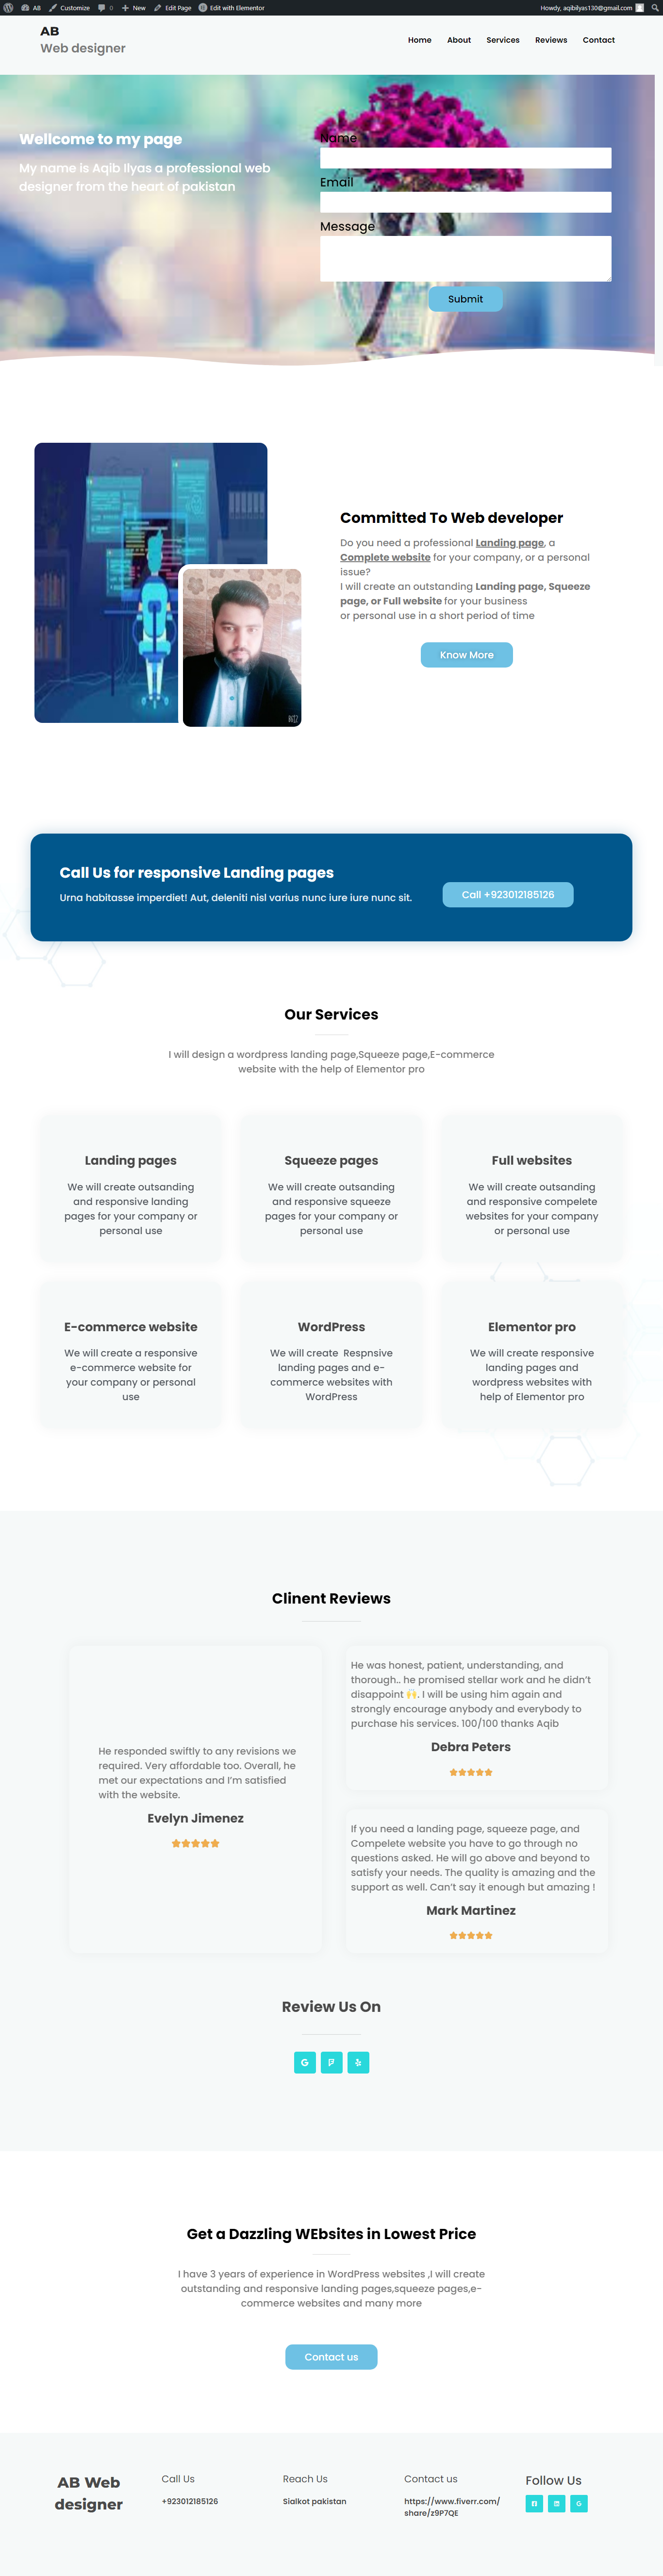 AB Customize 0 New Edit Page Edit with Elementor Howdy, aqibilyas130@gmail.com
AB
Web designer
Home About Services Reviews Contact
Wellcome to my page
My name is Aqib Ilyas a professional web
designer from the heart of pakistan
Name
Email
Message
Submit
Committed To Web developer
Do you need a professional Landing page, a
Complete website for your company, or a personal
issue?
I will create an outstanding Landing page, Squeeze
page, or Full website for your business
or personal use in a short period of time
Know More
Call Us for responsive Landing pages
Urna habitasse imperdiet! Aut, deleniti nisl varius nunc iure iure nunc sit.
Call +923012185126
Our Services
I will design a wordpress landing page,Squeeze page,E-commerce
website with the help of Elementor pro
Landing pages
We will create outsanding
and responsive landing
pages for your company or
personal use
Squeeze pages
We will create outsanding
and responsive squeeze
pages for your company or
personal use
Full websites
We will create outsanding
and responsive compelete
websites for your company
or personal use
E-commerce website
We will create a responsive
e-commerce website for
your company or personal
use
WordPress
We will create Respnsive
landing pages and e-
commerce websites with
WordPress
Elementor pro
We will create responsive
landing pages and
wordpress websites with
help of Elementor pro
Clinent Reviews
He responded swiftly to any revisions we
required. Very affordable too. Overall, he
met our expectations and I'm satisfied
with the website.
Evelyn Jimenez
He was honest, patient, understanding, and
thorough.. he promised stellar work and he didn't
disappoint 🙌. I will be using him again and
strongly encourage anybody and everybody to
purchase his services. 100/100 thanks Aqib
Debra Peters
If you need a landing page, squeeze page, and
Compelete website you have to go through no
questions asked. He will go above and beyond to
satisfy your needs. The quality is amazing and the
support as well. Can't say it enough but amazing !
Mark Martinez
Review Us On
Get a Dazzling WEbsites in Lowest Price
I have 3 years of experience in WordPress websites ,I will create
outstanding and responsive landing pages,squeeze pages,e-
commerce websites and many more
Contact us
AB Web
designer
Call Us
+923012185126
Reach Us
Sialkot pakistan
Contact us
https://www.fiverr.com/
share/z9P7QE
Follow Us